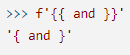 >>> f'{{ and }}'
'{ and }'